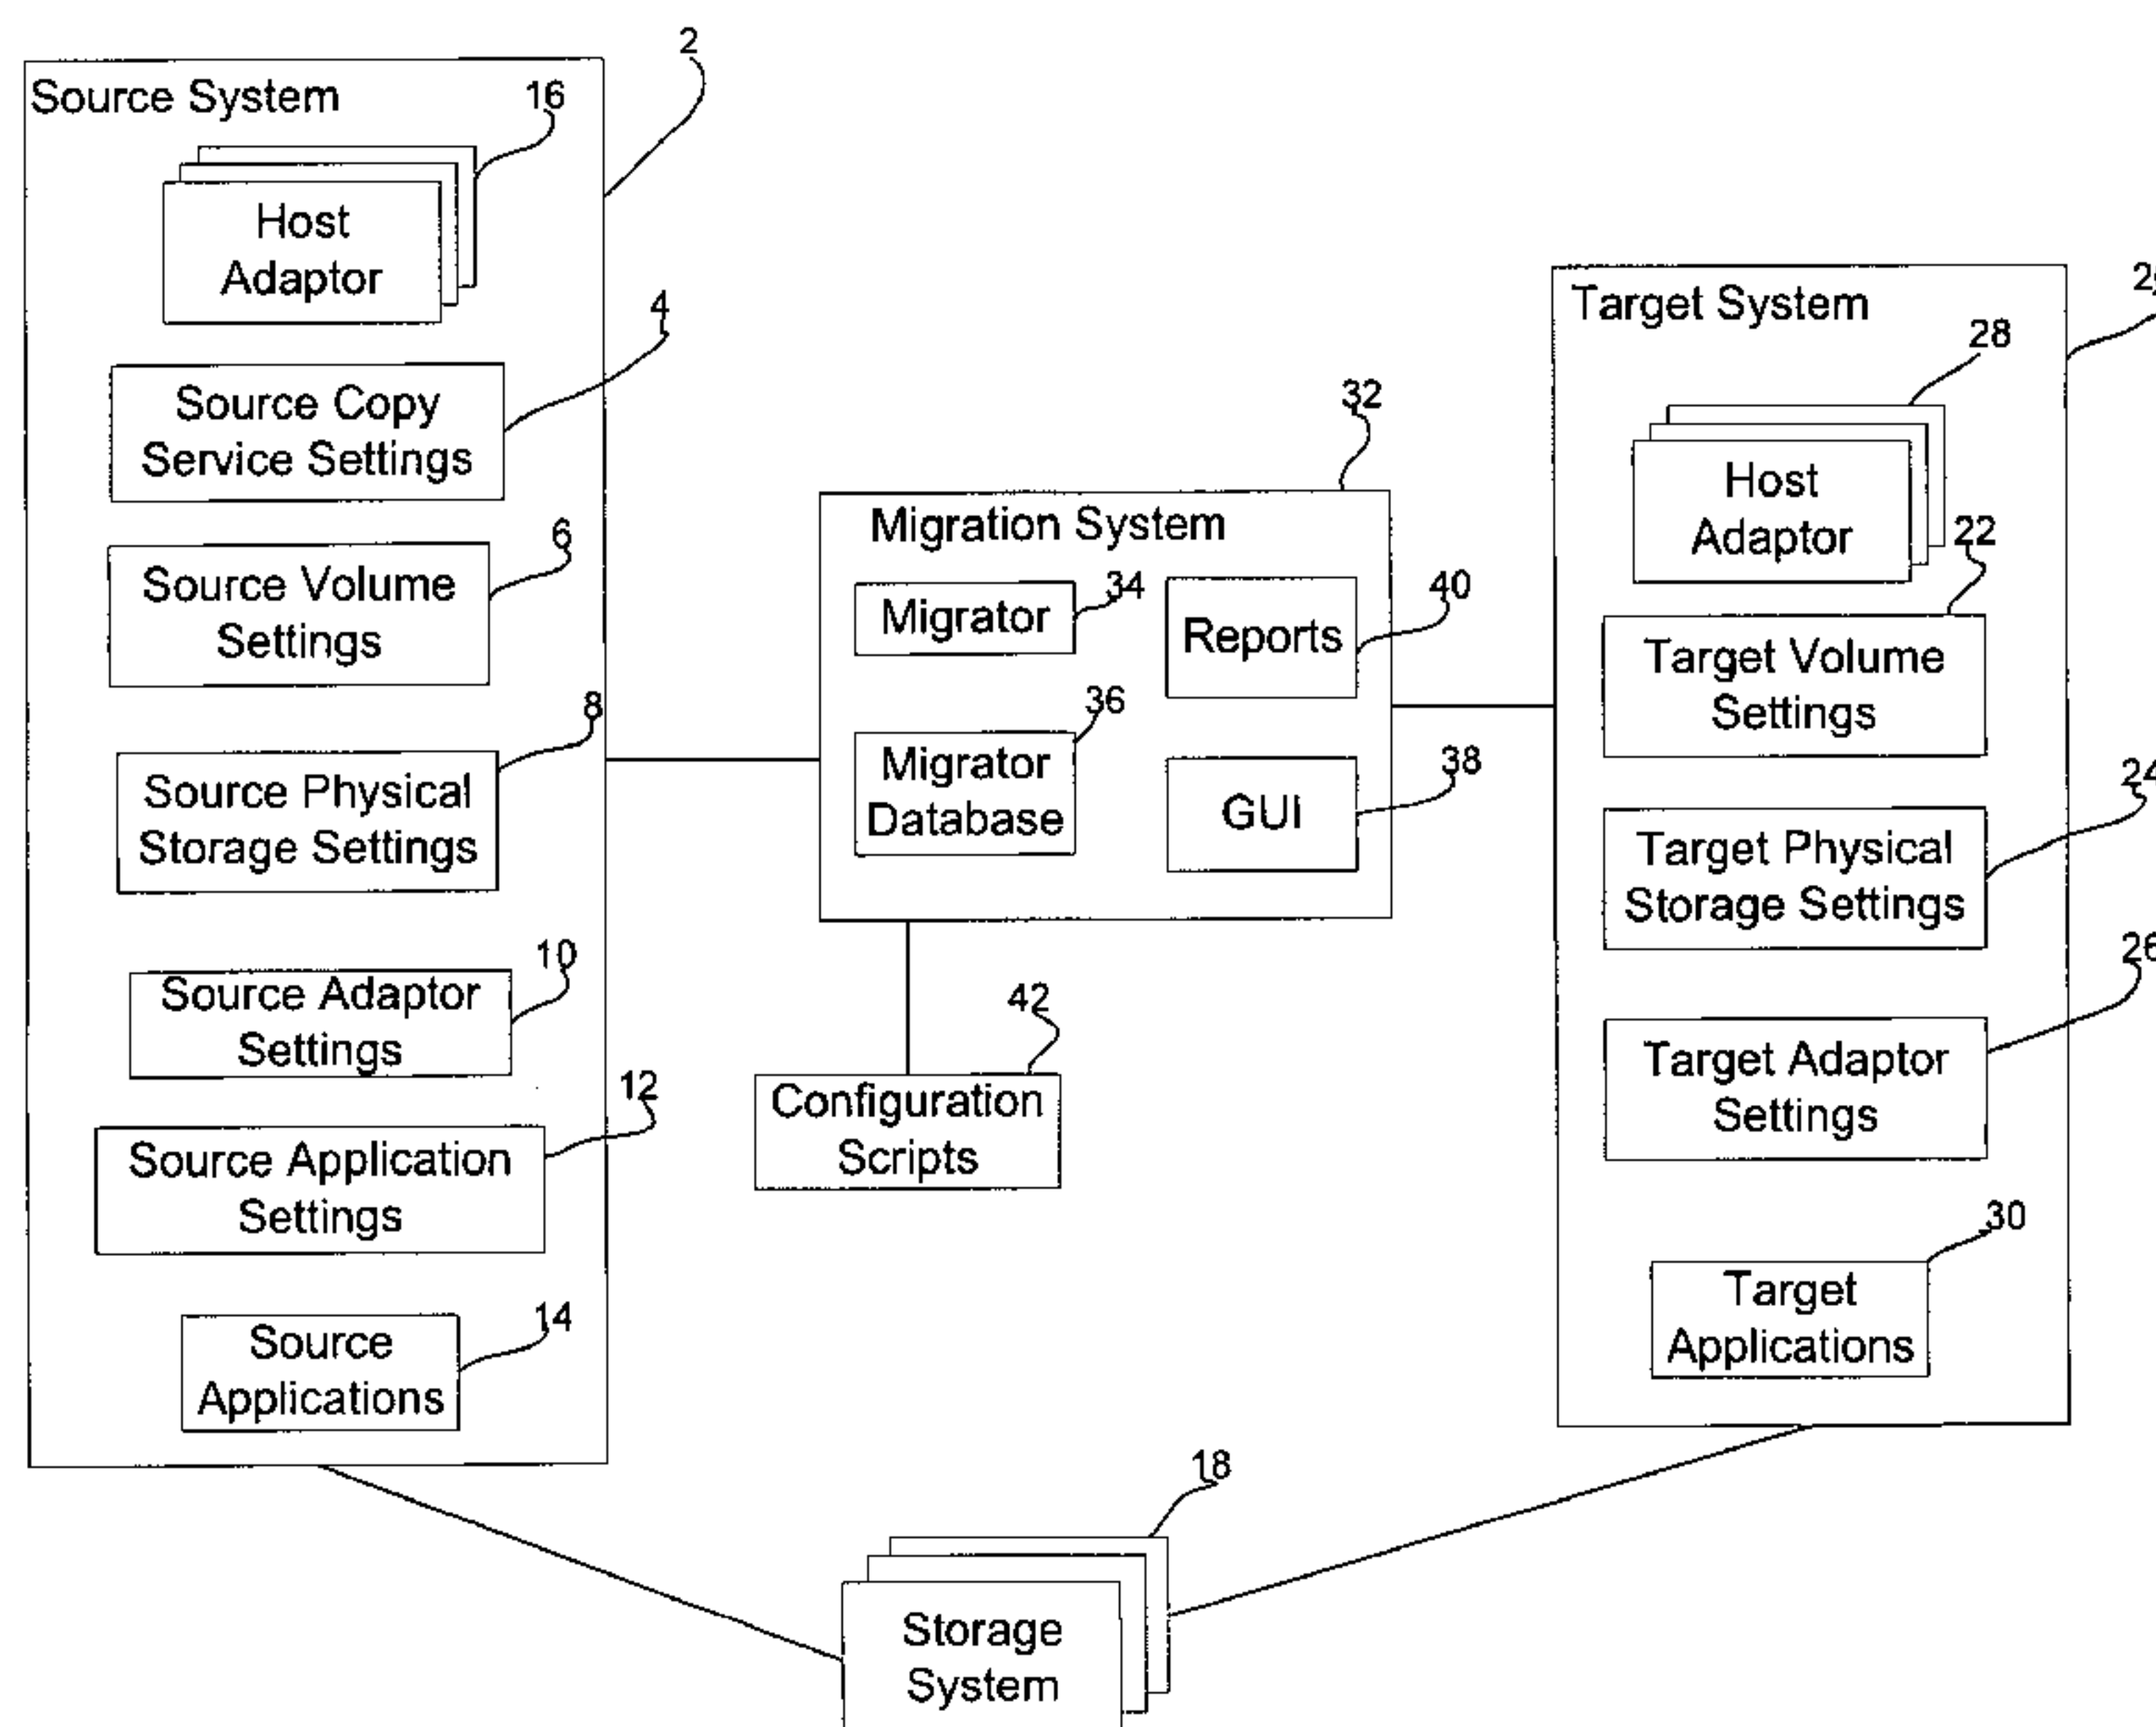 2
Source System
16
Host
Adaptor
4
Source Copy
Service Settings
6
Source Volume
Settings
8
Source Physical
Storage Settings
10
Source Adaptor
Settings
12
Source Application
Settings
14
Source
Applications
32
Migration System
Migrator
34
Reports
40
Migrator
Database
36
GUI
38
42
Configuration
Scripts
Target System
28
Host
Adaptor
22
Target Volume
Settings
24
Target Physical
Storage Settings
26
Target Adaptor
Settings
30
Target
Applications
18
Storage
System